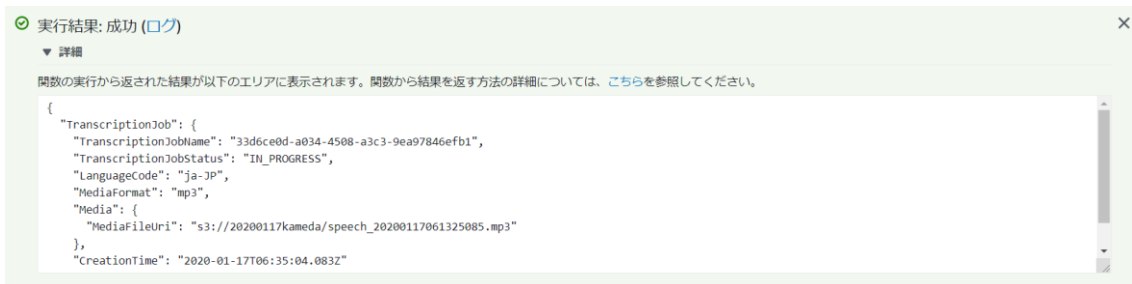 実行結果: 成功 (ログ)
▼ 詳細
関数の実行から返された結果が以下のエリアに表示されます。関数から結果を返す方法の詳細については、こちらを参照してください。
{
  "TranscriptionJob": {
    "TranscriptionJobName": "33d6ce0d-a034-4508-a3c3-9ea97846efb1",
    "TranscriptionJobStatus": "IN_PROGRESS",
    "LanguageCode": "ja-JP",
    "MediaFormat": "mp3",
    "Media": {
      "MediaFileUri": "s3://20200117kameda/speech_20200117061325085.mp3"
    },
    "CreationTime": "2020-01-17T06:35:04.083Z"